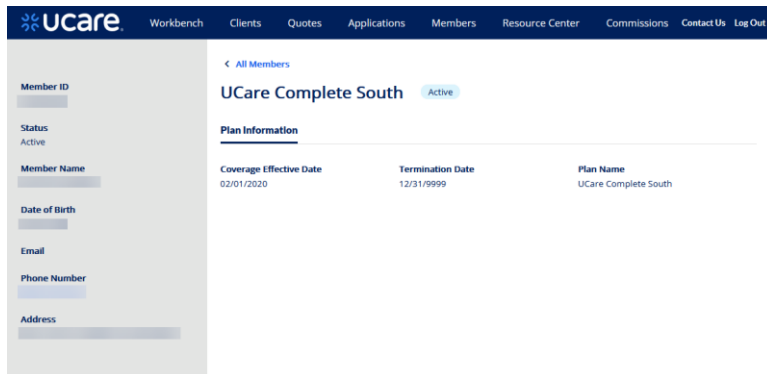 ucare.
Workbench Clients Quotes Applications Members Resource Center Commissions Contact Us Log Out
Member ID
Status
Active
Member Name
Date of Birth
Email
Phone Number
Address
< All Members
UCare Complete South Active
Plan Information
Coverage Effective Date Termination Date Plan Name
02/01/2020 12/31/9999 UCare Complete South